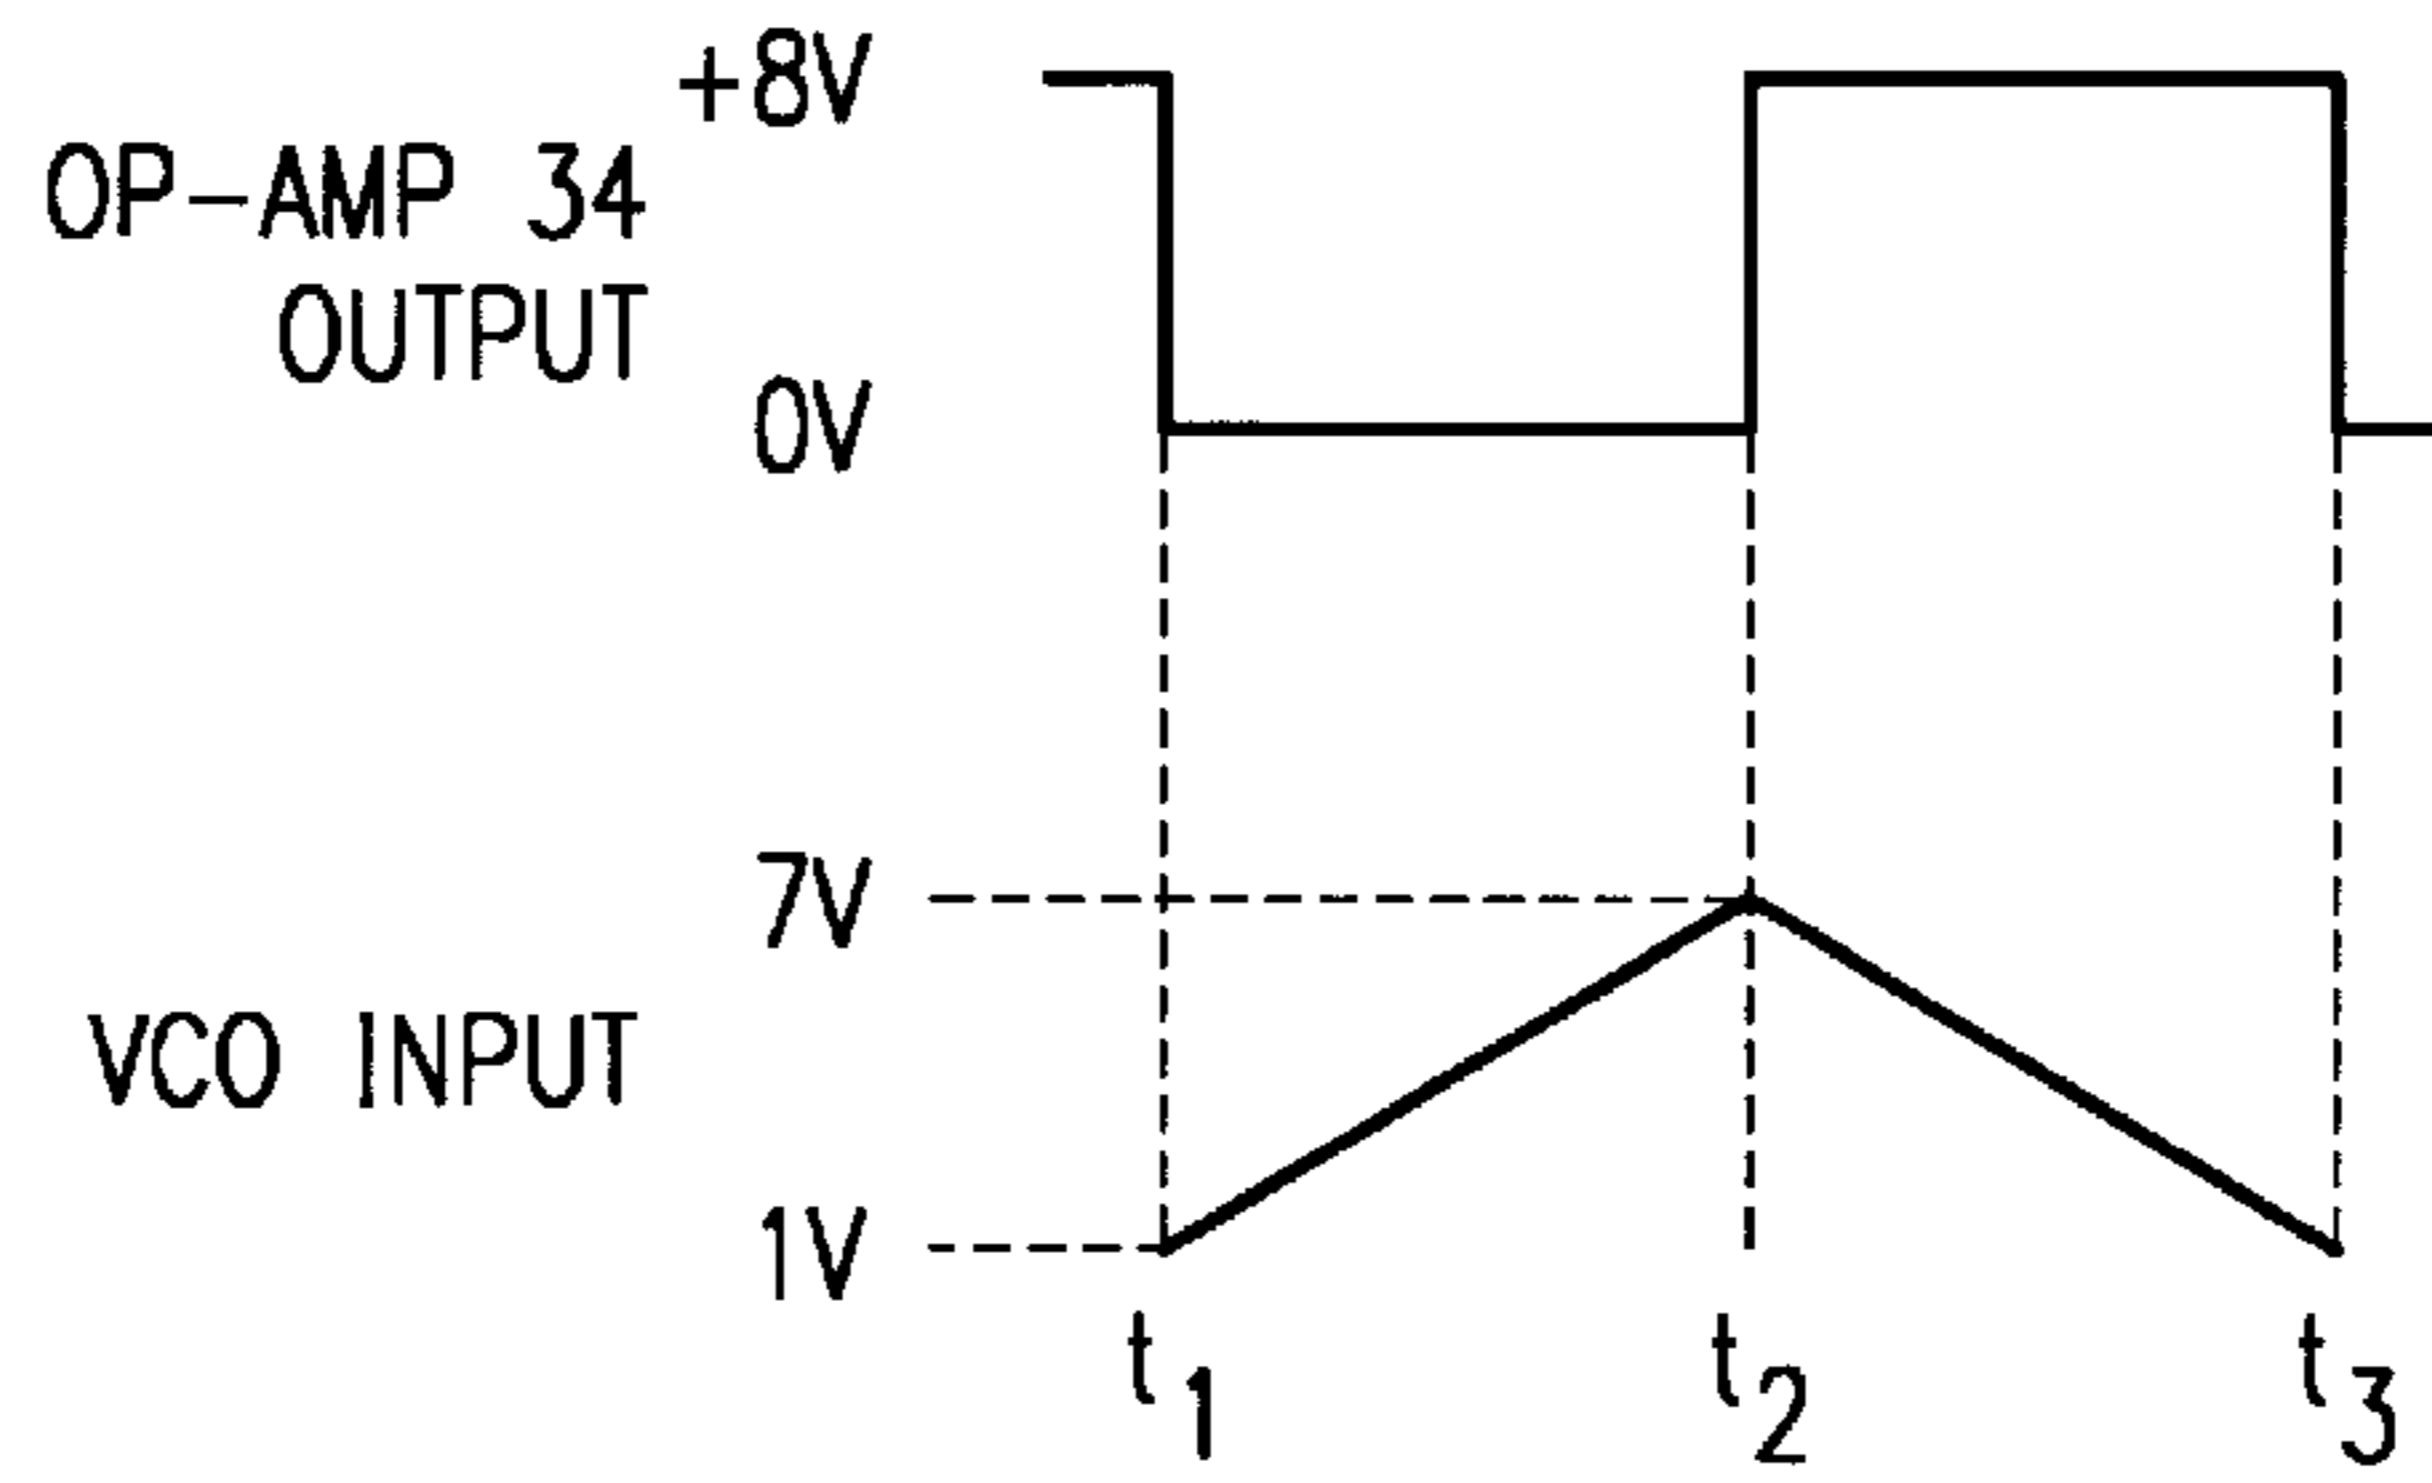 +8V
OP-AMP 34
OUTPUT
0V
7V
VCO INPUT
1V
t1 t2 t3